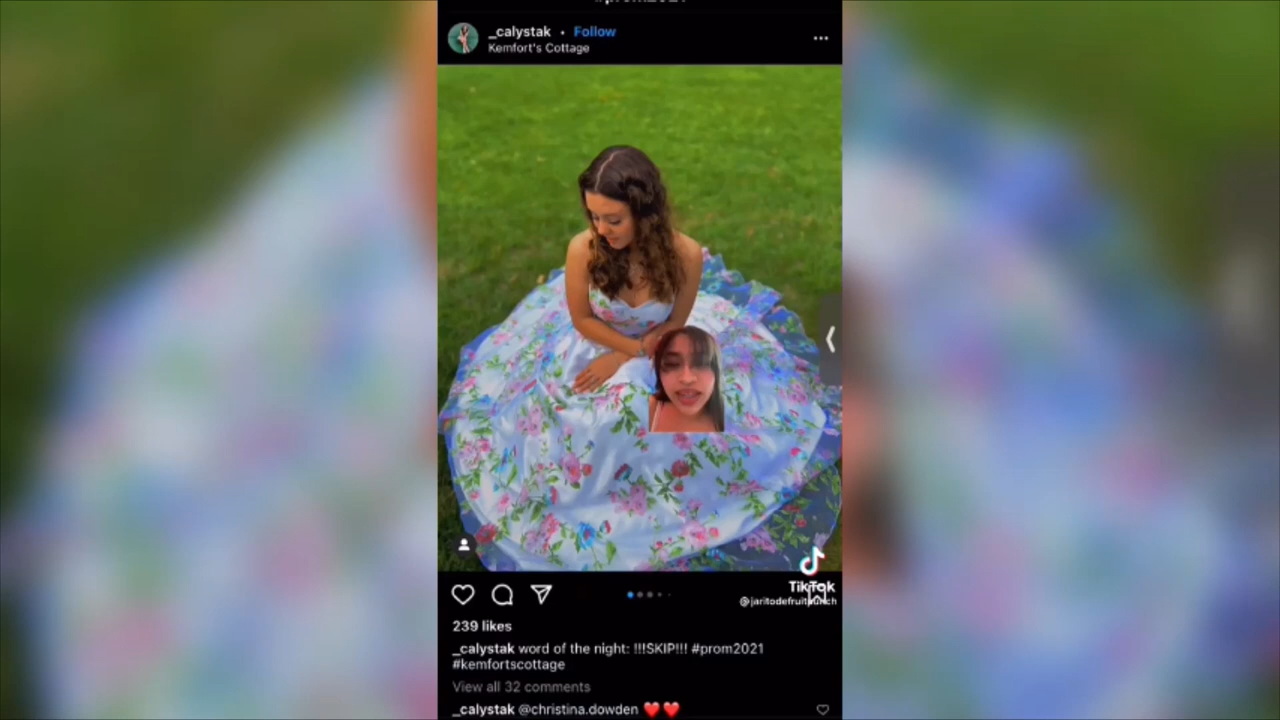 _calystak • Follow
Kemfort's Cottage
TikTok
239 likes
_calystak word of the night: !!!SKIP!!! #prom2021
#kemfortscottage
View all 32 comments
_calystak @christina.dowden ❤️❤️